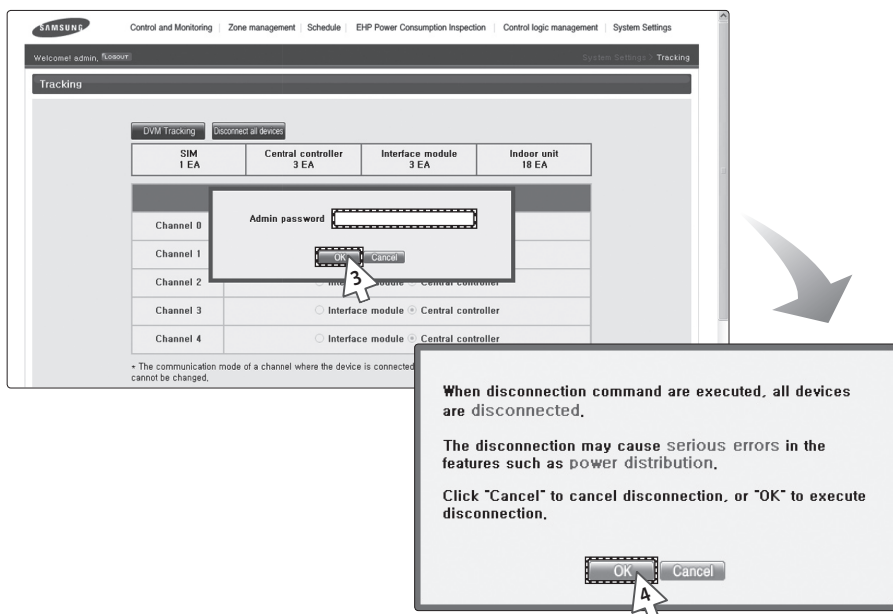 SAMSUNG
Control and Monitoring | Zone management | Schedule | EHP Power Consumption Inspection | Control logic management | System Settings
Welcome! admin, LOGOUT
System Settings > Tracking
Tracking
DVM Tracking Disconnect all devices
SIM Central controller Interface module Indoor unit
1 EA 3 EA 3 EA 18 EA
Admin password
OK Cancel
3
Channel 0
Channel 1
Channel 2 Interface module Central controller
Channel 3 Interface module Central controller
Channel 4 Interface module Central controller
* The communication mode of a channel where the device is connected
cannot be changed.
When disconnection command are executed, all devices
are disconnected.
The disconnection may cause serious errors in the
features such as power distribution.
Click "Cancel" to cancel disconnection, or "OK" to execute
disconnection.
OK Cancel
4